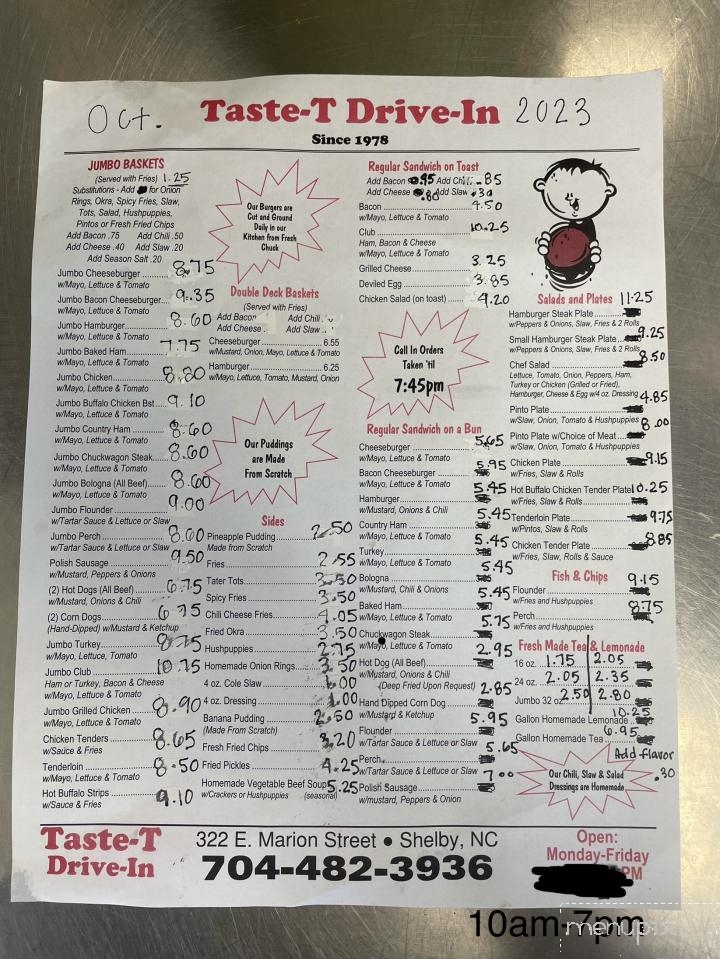 Oct. Taste-T Drive-In 2023
Since 1978
JUMBO BASKETS
(Served with Fries) 1.25
Substitutions - Add for Onion
Rings, Okra, Spicy Fries, Slaw,
Tots, Salad, Hushpuppies,
Pintos or Fresh Fried Chips
Add Bacon .75 Add Chili .50
Add Cheese .40 Add Slaw .20
Add Season Salt .20
Jumbo Cheeseburger 8.75
w/Mayo, Lettuce & Tomato
Jumbo Bacon Cheeseburger 9.35
w/Mayo, Lettuce & Tomato
Jumbo Hamburger 8.60
w/Mayo, Lettuce & Tomato
Jumbo Baked Ham 7.75
w/Mayo, Lettuce & Tomato
Jumbo Chicken 8.80
w/Mayo, Lettuce & Tomato
Jumbo Buffalo Chicken Bst 9.10
w/Mayo, Lettuce & Tomato
Jumbo Country Ham 8.60
w/Mayo, Lettuce & Tomato
Jumbo Chuckwagon Steak 8.60
w/Mayo, Lettuce & Tomato
Jumbo Bologna (All Beef) 8.60
w/Mayo, Lettuce & Tomato
Jumbo Flounder 9.00
w/Tartar Sauce & Lettuce or Slaw
Jumbo Perch 8.60
w/Tartar Sauce & Lettuce or Slaw
Polish Sausage 9.50
w/Mustard, Peppers & Onions
(2) Hot Dogs (All Beef) 6.75
w/Mustard, Onions & Chili
(2) Corn Dogs 6.75
(Hand-Dipped) w/Mustard & Ketchup
Jumbo Turkey 8.75
w/Mayo, Lettuce, Tomato
Jumbo Club 10.75
Ham or Turkey, Bacon & Cheese
w/Mayo, Lettuce & Tomato
Jumbo Grilled Chicken 8.90
w/Mayo, Lettuce & Tomato
Chicken Tenders 8.65
w/Sauce & Fries
Tenderloin 8.50
w/Mayo, Lettuce & Tomato
Hot Buffalo Strips 9.10
w/Sauce & Fries
Our Burgers are
Cut and Ground
Daily in our
Kitchen from Fresh
Chuck
Double Deck Baskets
(Served with Fries)
Add Bacon Add Chili
Add Cheese Add Slaw
Cheeseburger 6.55
w/Mustard, Onion, Mayo, Lettuce & Tomato
Hamburger 6.25
w/Mayo, Lettuce, Tomato, Mustard, Onion
Our Puddings
are Made
From Scratch
Sides
Pineapple Pudding 2.50
Made from Scratch
Fries 2.55
Tater Tots 3.50
Spicy Fries 3.50
Chili Cheese Fries 4.05
Fried Okra 3.50
Hushpuppies 2.75
Homemade Onion Rings 3.50
4 oz. Cole Slaw 1.00
4 oz. Dressing 1.00
Banana Pudding 2.50
(Made From Scratch)
Fresh Fried Chips 3.20
Fried Pickles 4.25
Homemade Vegetable Beef Soup 5.25
w/Crackers or Hushpuppies (seasonal)
Regular Sandwich on Toast
Add Bacon .95 Add Chili .85
Add Cheese .80 Add Slaw .30
Bacon 4.50
w/Mayo, Lettuce & Tomato
Club 10.25
Ham, Bacon & Cheese
w/Mayo, Lettuce & Tomato
Grilled Cheese 3.25
Deviled Egg 3.85
Chicken Salad (on toast) 4.20
Call In Orders
Taken 'til
7:45pm
Regular Sandwich on a Bun
Cheeseburger 5.65
w/Mayo, Lettuce & Tomato
Bacon Cheeseburger 5.95
w/Mayo, Lettuce & Tomato
Hamburger 5.45
w/Mustard, Onions & Chili
Country Ham 5.45
w/Mayo, Lettuce & Tomato
Turkey 5.45
w/Mayo, Lettuce & Tomato
Bologna 5.45
w/Mustard, Chili & Onions
Baked Ham 5.45
w/Mayo, Lettuce & Tomato
Chuckwagon Steak 5.75
w/Mayo, Lettuce & Tomato
Hot Dog (All Beef) 2.95
w/Mustard, Onions & Chili
(Deep Fried Upon Request)
Hand Dipped Corn Dog 2.85
w/Mustard & Ketchup
Flounder 5.95
w/Tartar Sauce & Lettuce or Slaw
Perch 5.65
w/Tartar Sauce & Lettuce or Slaw
Polish Sausage 7.00
w/mustard, Peppers & Onion
Salads and Plates
Hamburger Steak Plate 11.25
w/Peppers & Onions, Slaw, Fries & 2 Rolls
Small Hamburger Steak Plate 9.25
w/Peppers & Onions, Slaw, Fries & 2 Rolls
Chef Salad 8.50
Lettuce, Tomato, Onion, Peppers, Ham,
Turkey or Chicken (Grilled or Fried),
Hamburger, Cheese & Egg w/4 oz. Dressing
Pinto Plate 4.85
w/Slaw, Onion, Tomato & Hushpuppies
Pinto Plate w/Choice of Meat 8.00
w/Slaw, Onion, Tomato & Hushpuppies
Chicken Plate 9.15
w/Fries, Slaw & Rolls
Hot Buffalo Chicken Tender Plate 10.25
w/Fries, Slaw & Rolls
Tenderloin Plate 9.75
w/Pintos, Slaw & Rolls
Chicken Tender Plate 8.85
w/Fries, Slaw, Rolls & Sauce
Fish & Chips
Flounder 9.15
w/Fries and Hushpuppies
Perch 8.75
w/Fries and Hushpuppies
Fresh Made Tea & Lemonade
16 oz. 1.75 2.05
24 oz. 2.05 2.35
Jumbo 32 oz. 2.50 2.80
Gallon Homemade Lemonade 10.25
Gallon Homemade Tea 6.95
Add flavor
.30
Our Chili, Slaw & Salad
Dressings are Homemade
Taste-T
Drive-In
322 E. Marion Street • Shelby, NC
704-482-3936
Open:
Monday-Friday
PM
10am-7pm
menupix